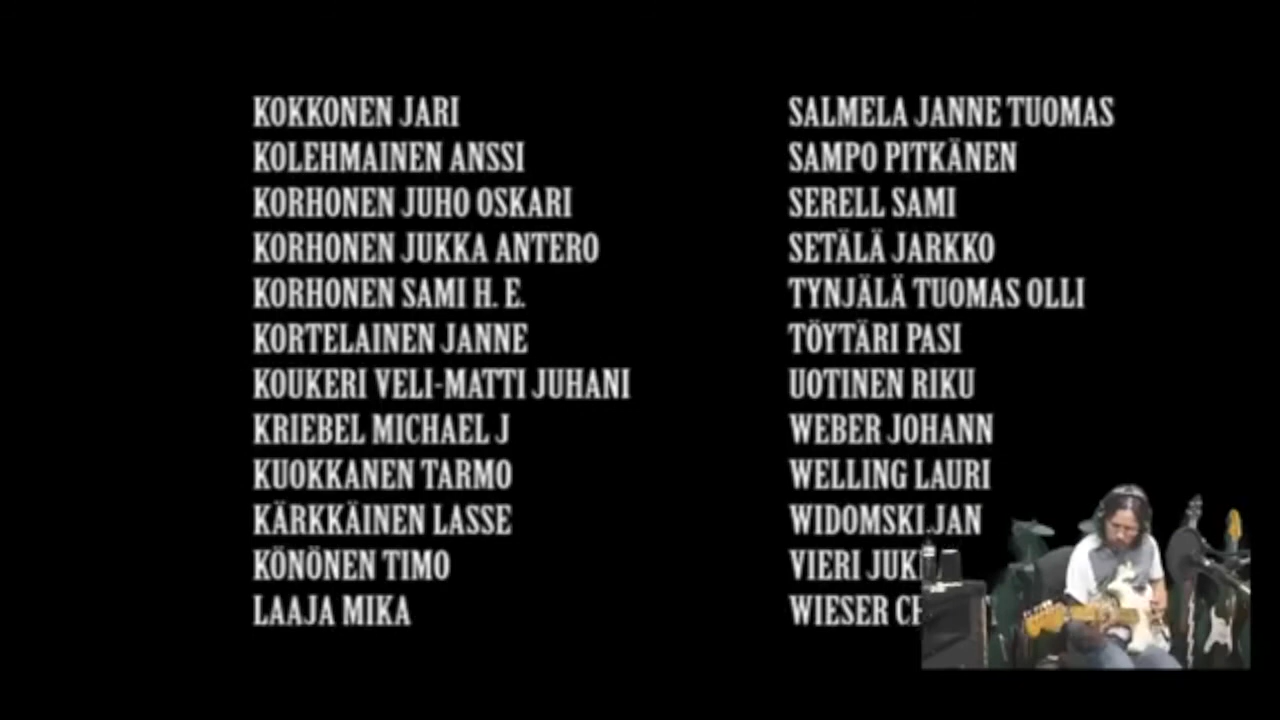 KOKKONEN JARI
KOLEHMAINEN ANSSI
KORHONEN JUHO OSKARI
KORHONEN JUKKA ANTERO
KORHONEN SAMI H. E.
KORTELAINEN JANNE
KOUKERI VELI-MATTI JUHANI
KRIEBEL MICHAEL J
KUOKKANEN TARMO
KÄRKKÄINEN LASSE
KÖNÖNEN TIMO
LAAJA MIKA
SALMELA JANNE TUOMAS
SAMPO PITKÄNEN
SERELL SAMI
SETÄLÄ JARKKO
TYNJÄLÄ TUOMAS OLLI
TÖYTÄRI PASI
UOTINEN RIKU
WEBER JOHANN
WELLING LAURI
WIDOMSKI JAN
VIERI
WIESER